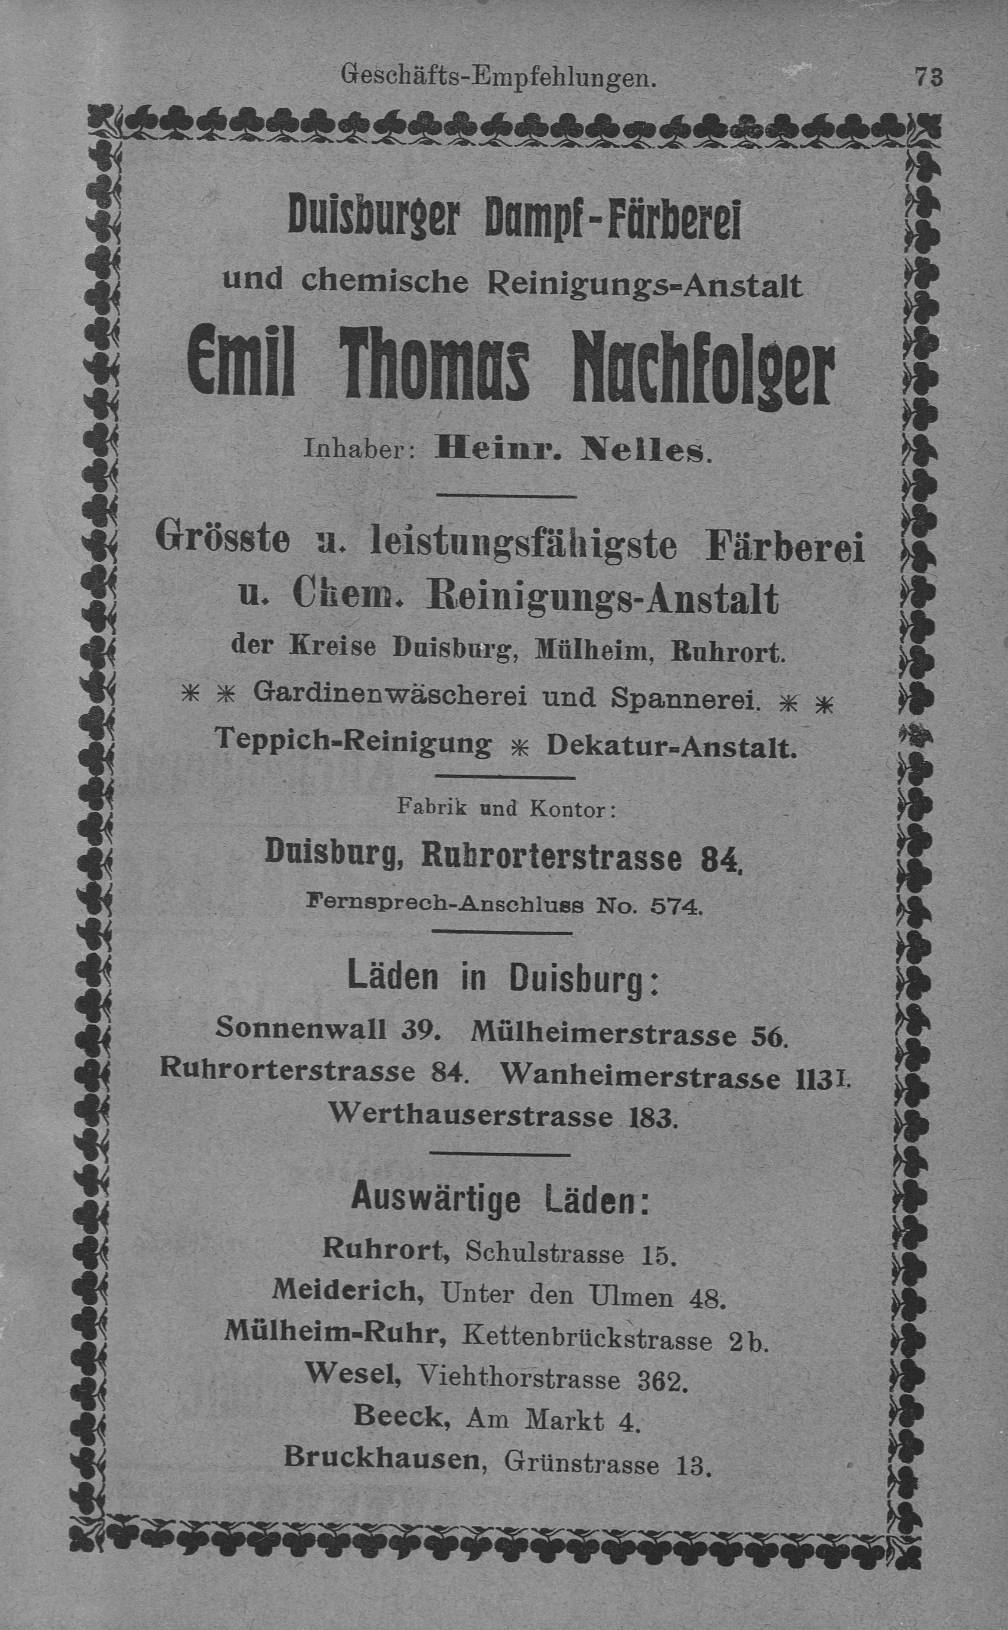 Geschäfts-Empfehlungen. 73
Duisburger Dampf-Färberei
und chemische Reinigungs-Anstalt
Emil Thomas Nachfolger
Inhaber: Heinr. Nelles.
Grösste u. leistungsfähigste Färberei
u. Chem. Reinigungs-Anstalt
der Kreise Duisburg, Mülheim, Ruhrort.
* * Gardinenwäscherei und Spannerei. * *
Teppich-Reinigung * Dekatur-Anstalt.
Fabrik und Kontor:
Duisburg, Ruhrorterstrasse 84.
Fernsprech-Anschluss No. 574.
Läden in Duisburg:
Sonnenwall 39. Mülheimerstrasse 56.
Ruhrorterstrasse 84. Wanheimerstrasse 113 I.
Werthauserstrasse 183.
Auswärtige Läden:
Ruhrort, Schulstrasse 15.
Meiderich, Unter den Ulmen 48.
Mülheim-Ruhr, Kettenbrückstrasse 2 b.
Wesel, Viehthorstrasse 362.
Beeck, Am Markt 4.
Bruckhausen, Grünstrasse 13.